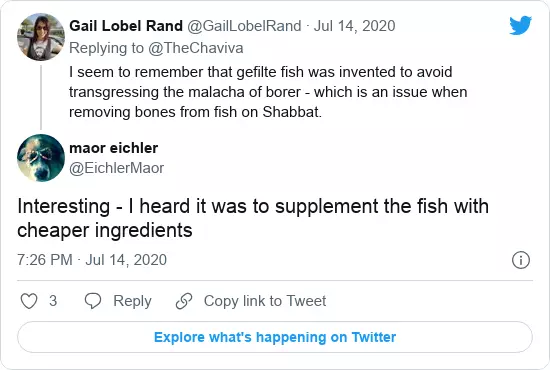 Gail Lobel Rand @GailLobelRand · Jul 14, 2020
Replying to @TheChaviva
I seem to remember that gefilte fish was invented to avoid
transgressing the malacha of borer - which is an issue when
removing bones from fish on Shabbat.
maor eichler
@EichlerMaor
Interesting - I heard it was to supplement the fish with
cheaper ingredients
7:26 PM · Jul 14, 2020
3 Reply Copy link to Tweet
Explore what's happening on Twitter